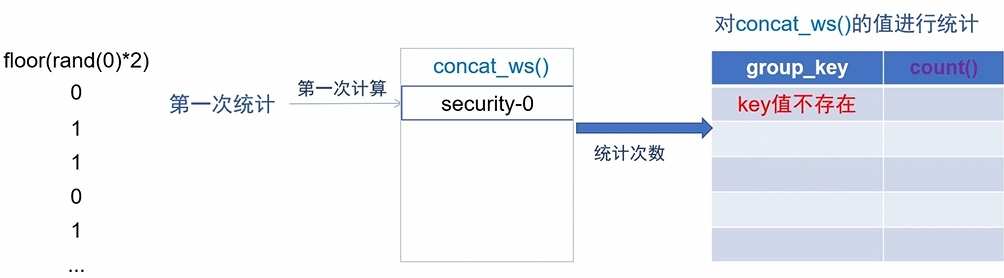 对concat_ws()的值进行统计
floor(rand(0)*2)
0
1
1
0
1
...
第一次统计
第一次计算
concat_ws()
security-0
统计次数
group_key
count()
key值不存在